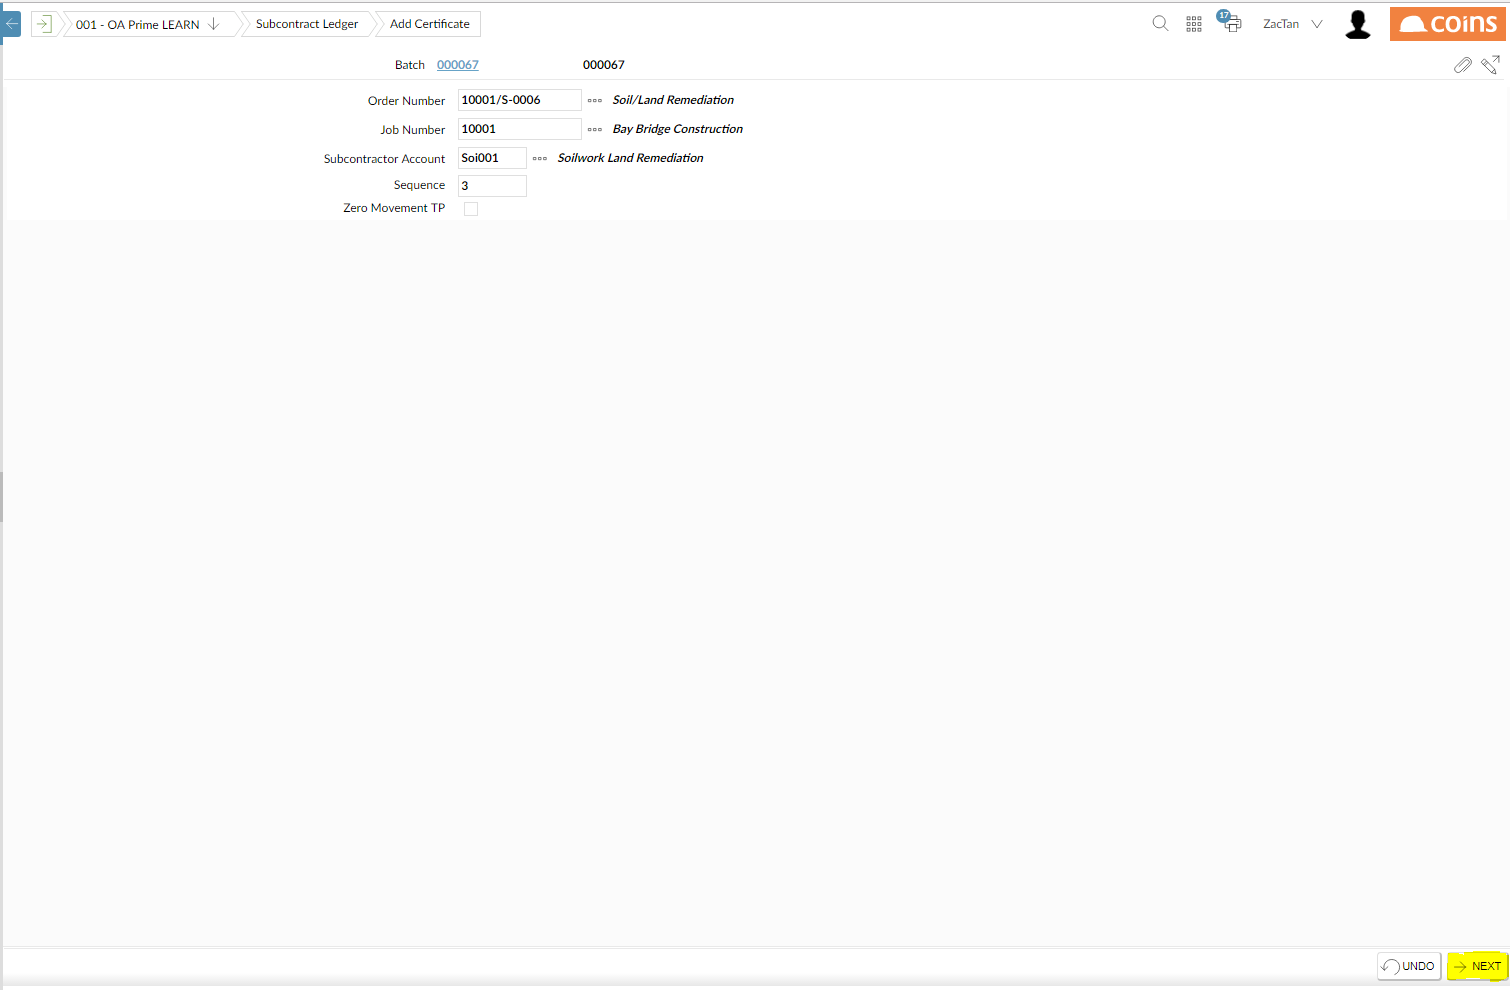 001 - OA Prime LEARN Subcontract Ledger Add Certificate 17 ZacTan coins
Batch 000067 000067
Order Number 10001/S-0006 Soil/Land Remediation
Job Number 10001 Bay Bridge Construction
Subcontractor Account Soi001 Soilwork Land Remediation
Sequence 3
Zero Movement TP
UNDO NEXT